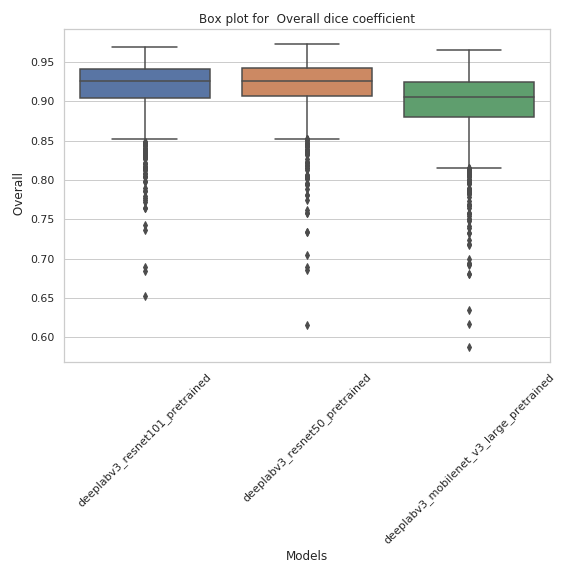 Box plot for  Overall dice coefficient
Overall
0.95
0.90
0.85
0.80
0.75
0.70
0.65
0.60
deeplabv3_resnet101_pretrained
deeplabv3_resnet50_pretrained
deeplabv3_mobilenet_v3_large_pretrained
Models